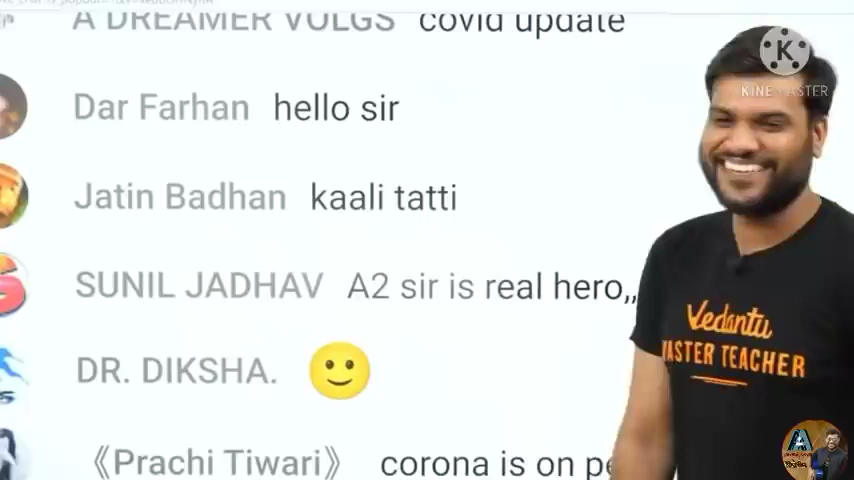 A DREAMER VOLGS covid update
Dar Farhan hello sir
Jatin Badhan kaali tatti
SUNIL JADHAV A2 sir is real hero,,
DR. DIKSHA. 🙂
《Prachi Tiwari》 corona is on
K
KINEMASTER
Vedantu
MASTER TEACHER